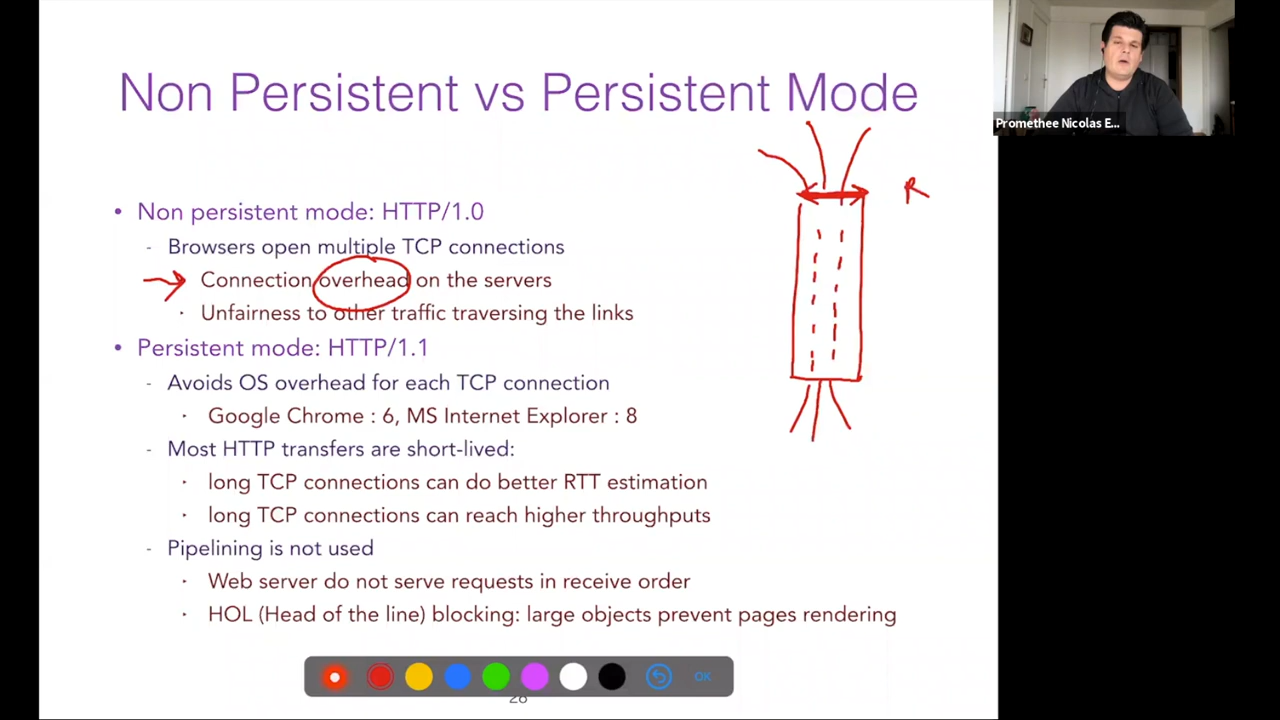 Non Persistent vs Persistent Mode
Promethee Nicolas E...
R
• Non persistent mode: HTTP/1.0
- Browsers open multiple TCP connections
Connection overhead on the servers
· Unfairness to other traffic traversing the links
• Persistent mode: HTTP/1.1
- Avoids OS overhead for each TCP connection
· Google Chrome : 6, MS Internet Explorer : 8
- Most HTTP transfers are short-lived:
· long TCP connections can do better RTT estimation
· long TCP connections can reach higher throughputs
- Pipelining is not used
· Web server do not serve requests in receive order
· HOL (Head of the line) blocking: large objects prevent pages rendering
OK
28